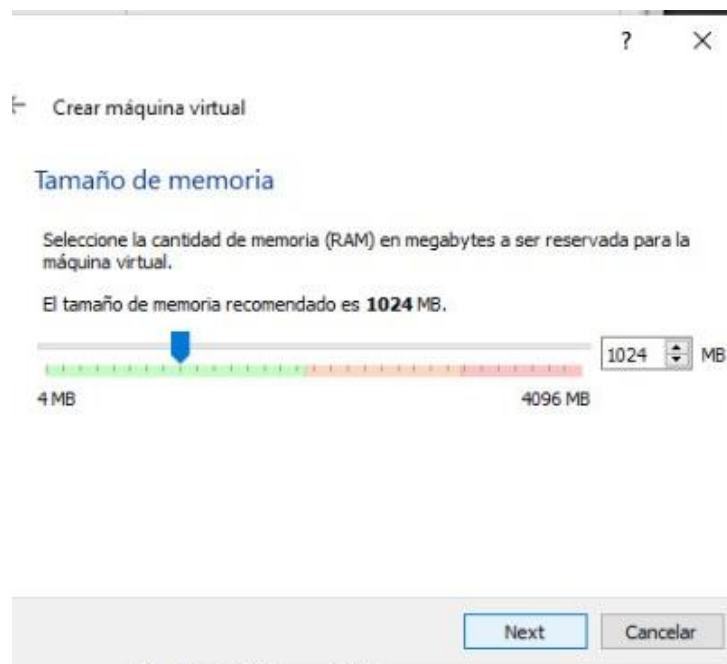 ?
Crear máquina virtual
Tamaño de memoria
Seleccione la cantidad de memoria (RAM) en megabytes a ser reservada para la
máquina virtual.
El tamaño de memoria recomendado es 1024 MB.
1024 MB
4 MB 4096 MB
Next Cancelar